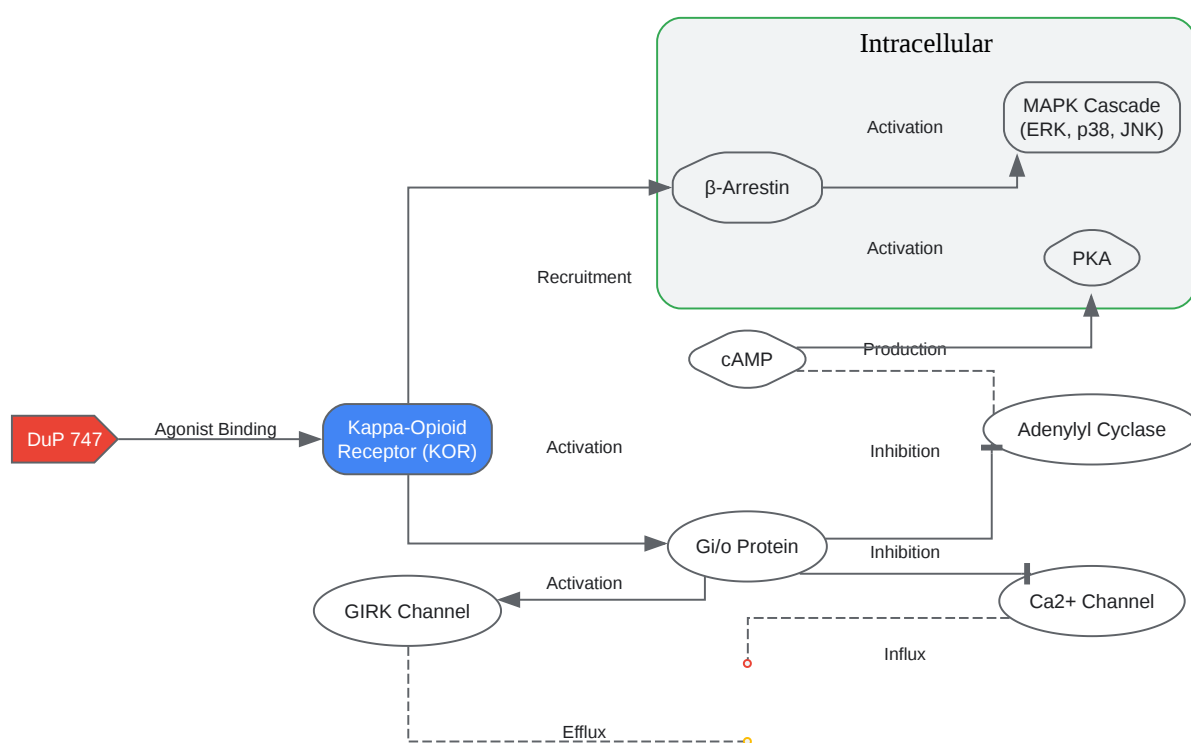 Intracellular
MAPK Cascade
(ERK, p38, JNK)
Activation
β-Arrestin
Activation
PKA
Recruitment
cAMP
Production
DuP 747
Agonist Binding
Kappa-Opioid
Receptor (KOR)
Activation
Inhibition
Adenylyl Cyclase
Gi/o Protein
Inhibition
Activation
GIRK Channel
Ca2+ Channel
Influx
Efflux